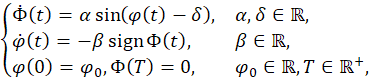 Φ̇(t) = α sin(φ(t) − δ), α, δ ∈ ℝ,
φ̇(t) = −β sign Φ(t), β ∈ ℝ,
φ(0) = φ₀, Φ(T) = 0, φ₀ ∈ ℝ, T ∈ ℝ⁺,